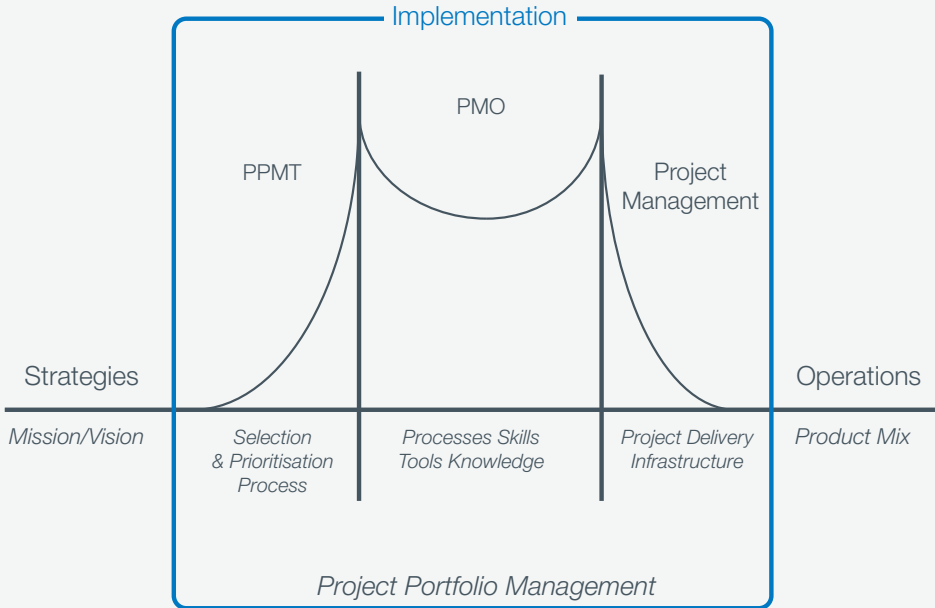 Implementation
PMO
PPMT
Project
Management
Strategies
Operations
Mission/Vision
Selection
& Prioritisation
Process
Processes Skills
Tools Knowledge
Project Delivery
Infrastructure
Product Mix
Project Portfolio Management